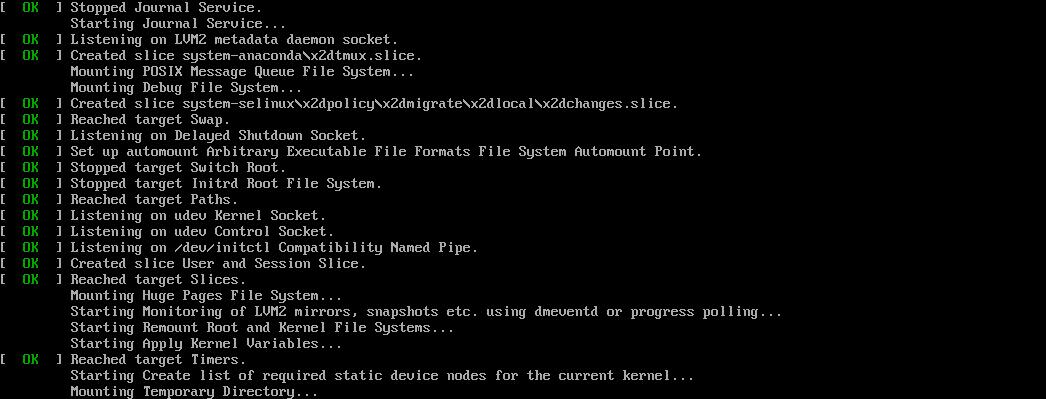 [  OK  ] Stopped Journal Service.
         Starting Journal Service...
[  OK  ] Listening on LVM2 metadata daemon socket.
[  OK  ] Created slice system-anaconda\x2dtmux.slice.
         Mounting POSIX Message Queue File System...
         Mounting Debug File System...
[  OK  ] Created slice system-selinux\x2dpolicy\x2dmigrate\x2dlocal\x2dchanges.slice.
[  OK  ] Reached target Swap.
[  OK  ] Listening on Delayed Shutdown Socket.
[  OK  ] Set up automount Arbitrary Executable File Formats File System Automount Point.
[  OK  ] Stopped target Switch Root.
[  OK  ] Stopped target Initrd Root File System.
[  OK  ] Reached target Paths.
[  OK  ] Listening on udev Kernel Socket.
[  OK  ] Listening on udev Control Socket.
[  OK  ] Listening on /dev/initctl Compatibility Named Pipe.
[  OK  ] Created slice User and Session Slice.
[  OK  ] Reached target Slices.
         Mounting Huge Pages File System...
         Starting Monitoring of LVM2 mirrors, snapshots etc. using dmeventd or progress polling...
         Starting Remount Root and Kernel File Systems...
         Starting Apply Kernel Variables...
[  OK  ] Reached target Timers.
         Starting Create list of required static device nodes for the current kernel...
         Mounting Temporary Directory...